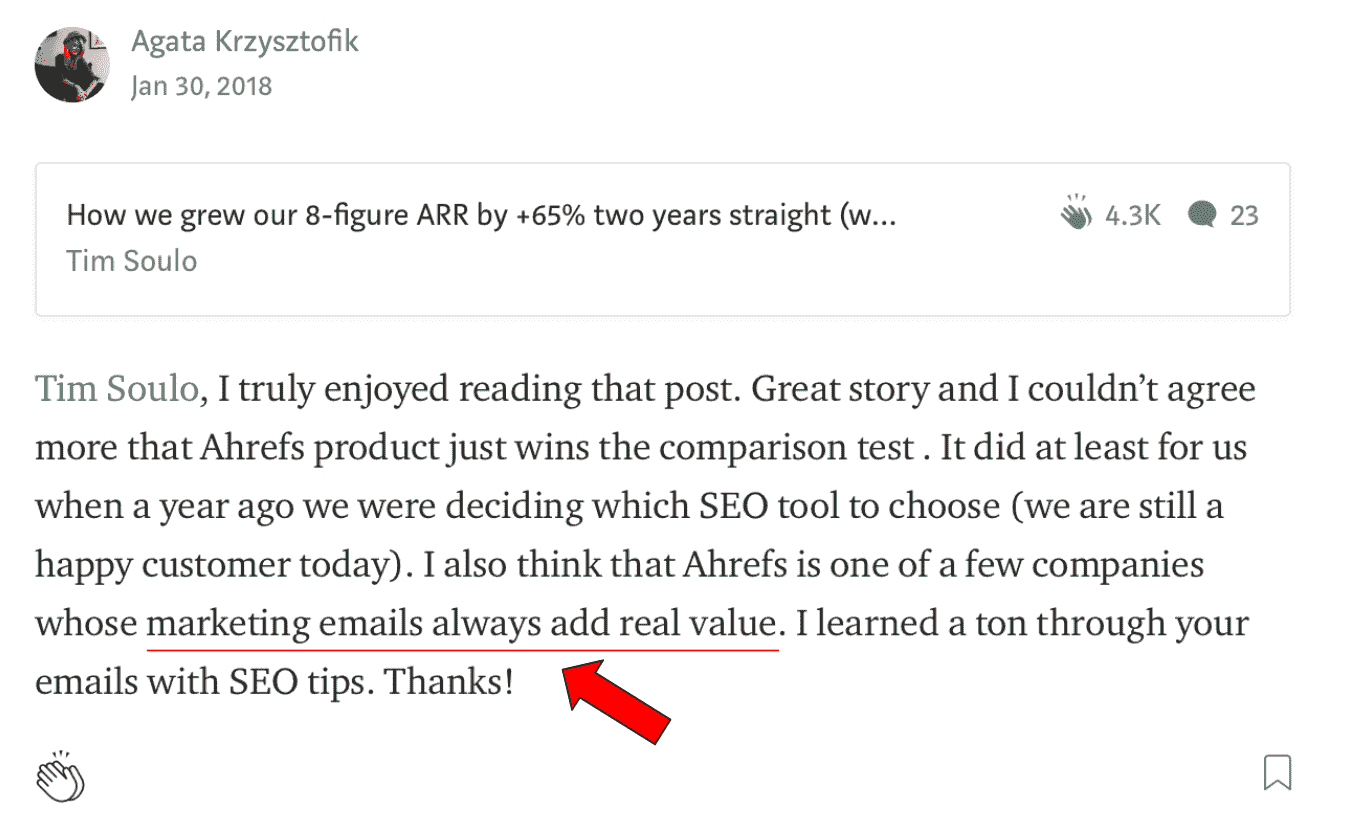 Agata Krzysztofik
Jan 30, 2018
How we grew our 8-figure ARR by +65% two years straight (w...
4.3K
23
Tim Soulo
Tim Soulo, I truly enjoyed reading that post. Great story and I couldn’t agree
more that Ahrefs product just wins the comparison test . It did at least for us
when a year ago we were deciding which SEO tool to choose (we are still a
happy customer today). I also think that Ahrefs is one of a few companies
whose marketing emails always add real value. I learned a ton through your
emails with SEO tips. Thanks!